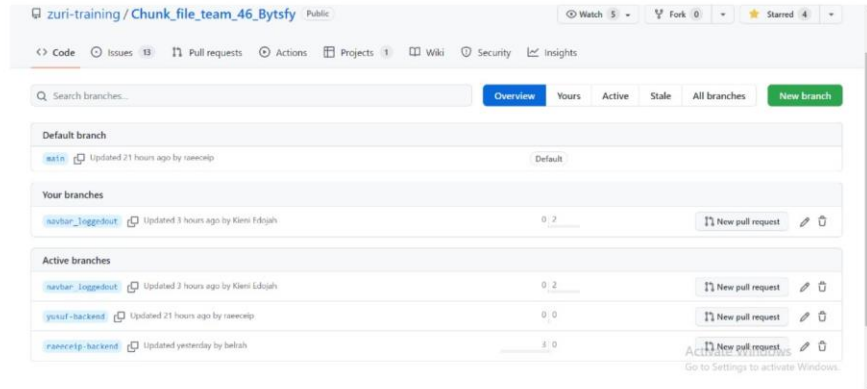 zuri-training / Chunk_file_team_46_Bytsfy Public
Watch 5 Fork 0 Starred 4
Code Issues 13 Pull requests Actions Projects 1 Wiki Security Insights
Search branches... Overview Yours Active Stale All branches New branch
Default branch
main Updated 21 hours ago by raeeceip Default
Your branches
navbar_loggedout Updated 3 hours ago by Kieni Edojah 0 2 New pull request
Active branches
navbar_loggedout Updated 3 hours ago by Kieni Edojah 0 2 New pull request
yusuf-backend Updated 21 hours ago by raeeceip 0 0 New pull request
raeeceip-backend Updated yesterday by belrah 3 0 New pull request
Activate Windows
Go to Settings to activate Windows.